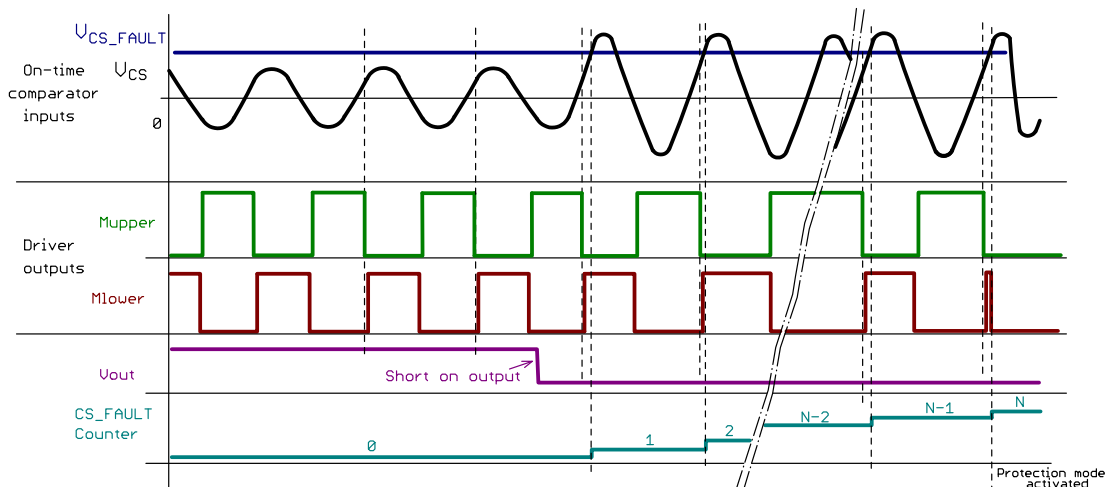 VCS_FAULT
On-time
comparator
inputs
VCS
0
Mupper
Driver
outputs
Mlower
Vout
Short on output
CS_FAULT
Counter
0
1
2
N-2
N-1
N
Protection mode
activated